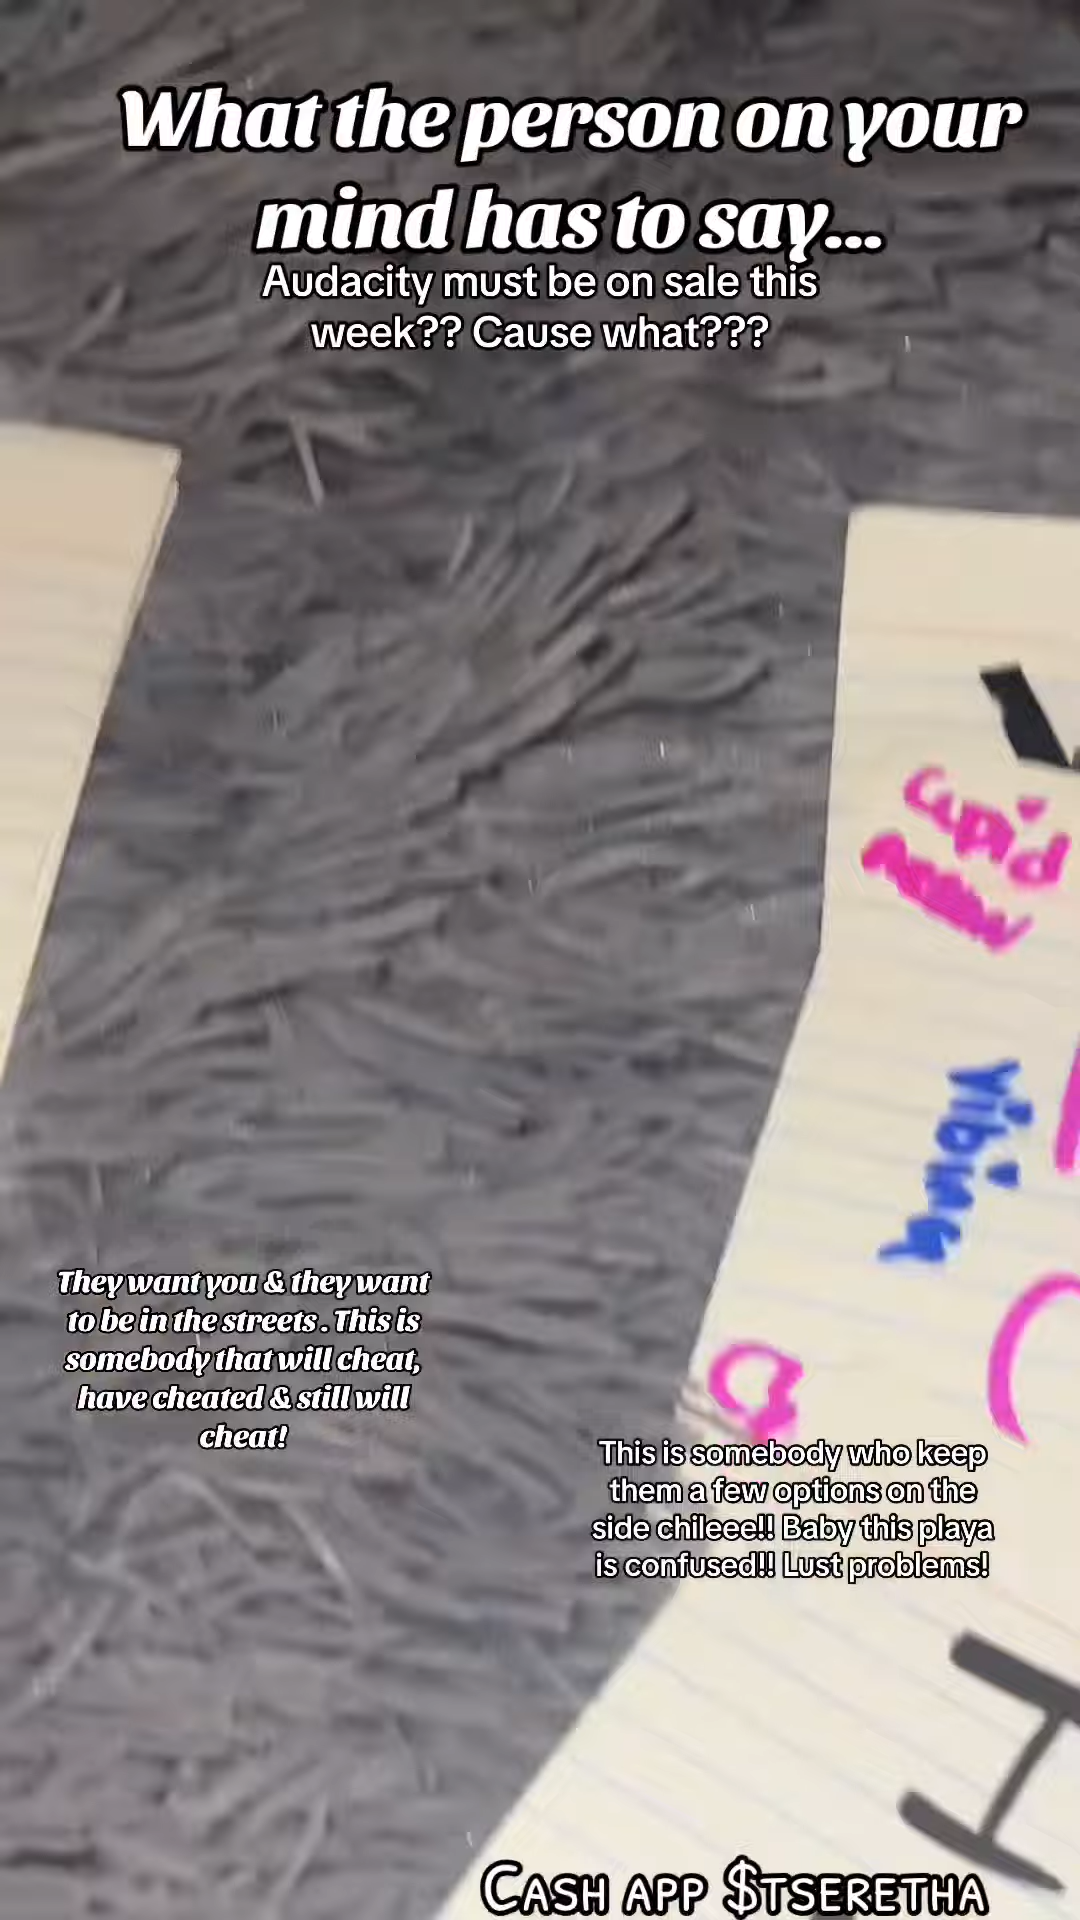 What the person on your
mind has to say...
Audacity must be on sale this
week?? Cause what???
cupid
vibing
They want you & they want
to be in the streets . This is
somebody that will cheat,
have cheated & still will
cheat!
This is somebody who keep
them a few options on the
side chileee!! Baby this playa
is confused!! Lust problems!
H
CASH APP $TSERETHA